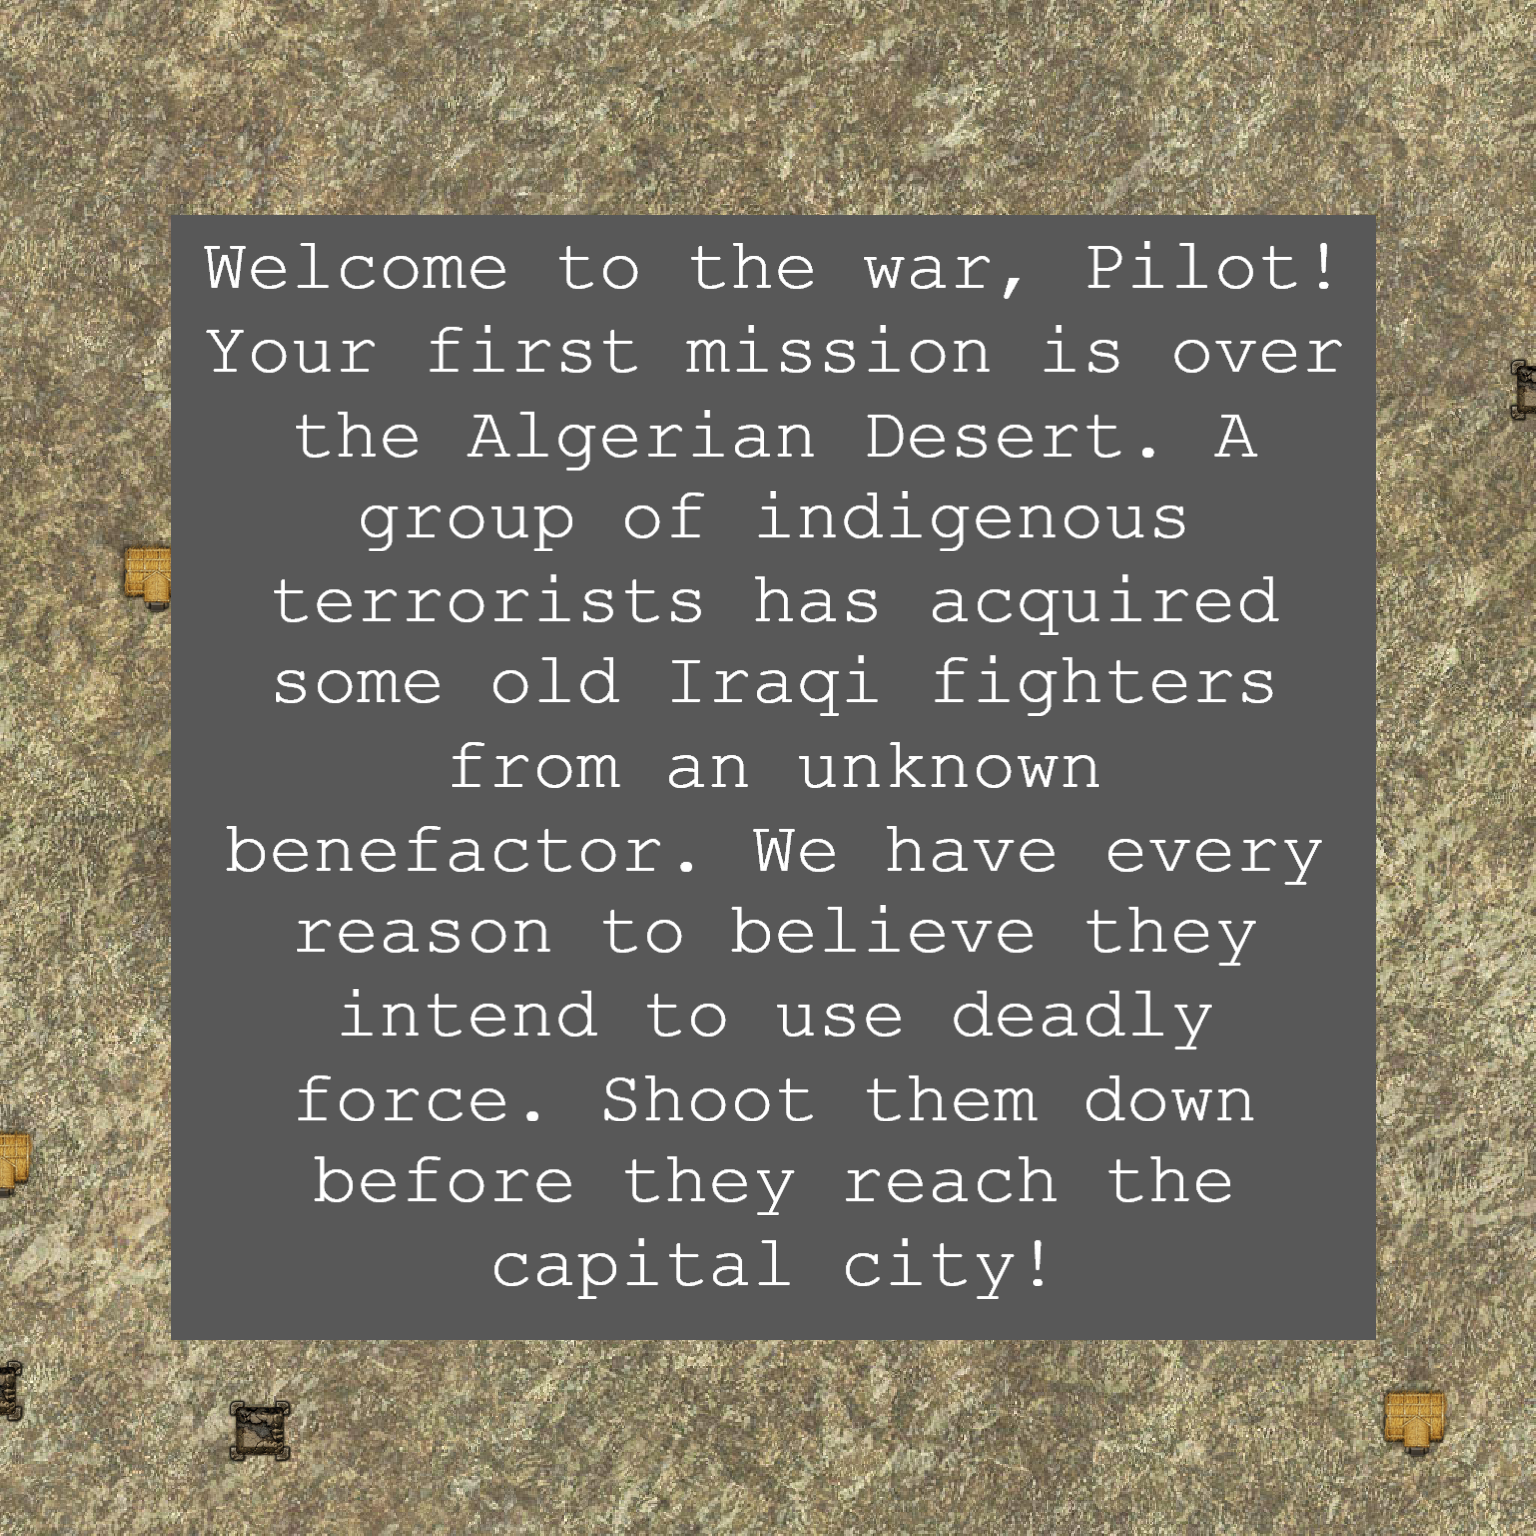 Welcome to the war, Pilot!
Your first mission is over
the Algerian Desert. A
group of indigenous
terrorists has acquired
some old Iraqi fighters
from an unknown
benefactor. We have every
reason to believe they
intend to use deadly
force. Shoot them down
before they reach the
capital city!